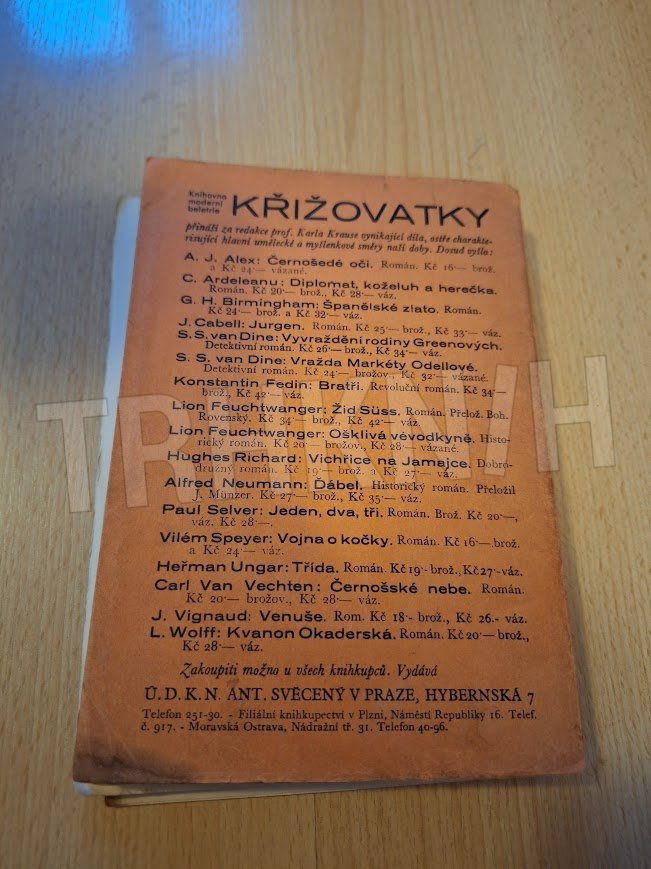 Knihovna
moderní
beletrie
KŘIŽOVATKY
přináší za redakce prof. Karla Krause vynikající díla, ostře charakte-
risující hlavní umělecké a myšlenkové směry naší doby. Dosud vyšlo:
A. J. Alex: Černošedé oči. Román. Kč 16·— brož.
a Kč 24·— vázané.
C. Ardeleanu: Diplomat, koželuh a herečka.
Román. Kč 20·— brož., Kč 28·— váz.
G. H. Birmingham: Španělské zlato. Román.
Kč 24·— brož. a Kč 32·— váz.
J. Cabell: Jurgen. Román. Kč 25·— brož., Kč 33·— váz.
S. S. van Dine: Vyvraždění rodiny Greenových.
Detektivní román. Kč 26·— brož., Kč 34·— váz.
S. S. van Dine: Vražda Markéty Odellové.
Detektivní román. Kč 24·— brožov., Kč 32·— vázané.
Konstantin Fedin: Bratři. Revoluční román. Kč 34·—
brož., Kč 42·— váz.
Lion Feuchtwanger: Žid Süss. Román. Přelož. Boh.
Rovenský. Kč 34·— brož., Kč 42·— váz.
Lion Feuchtwanger: Ošklivá vévodkyně. Histo-
rický román. Kč 20·— brožov., Kč 28·— vázané.
Hughes Richard: Vichřice na Jamajce. Dobro-
družný román. Kč 19·— brož. a Kč 27·— váz.
Alfred Neumann: Ďábel. Historický román. Přeložil
J. Münzer. Kč 27·— brož., Kč 35·— váz.
Paul Selver: Jeden, dva, tři. Román. Brož. Kč 20·—,
váz. Kč 28·—.
Vilém Speyer: Vojna o kočky. Román. Kč 16·— brož.
a Kč 24·— váz.
Heřman Ungar: Třída. Román. Kč 19·- brož., Kč 27·- váz.
Carl Van Vechten: Černošské nebe. Román.
Kč 20·— brožov., Kč 28·— váz.
J. Vignaud: Venuše. Rom. Kč 18·- brož., Kč 26.- váz.
L. Wolff: Kvanon Okaderská. Román. Kč 20·— brož.,
Kč 28·— váz.
Zakoupiti možno u všech knihkupců. Vydává
Ú. D. K. N. ANT. SVĚCENÝ V PRAZE, HYBERNSKÁ 7
Telefon 251-30. - Filiální knihkupectví v Plzni, Náměstí Republiky 16. Telef.
č. 917. - Moravská Ostrava, Nádražní tř. 31. Telefon 40-96.